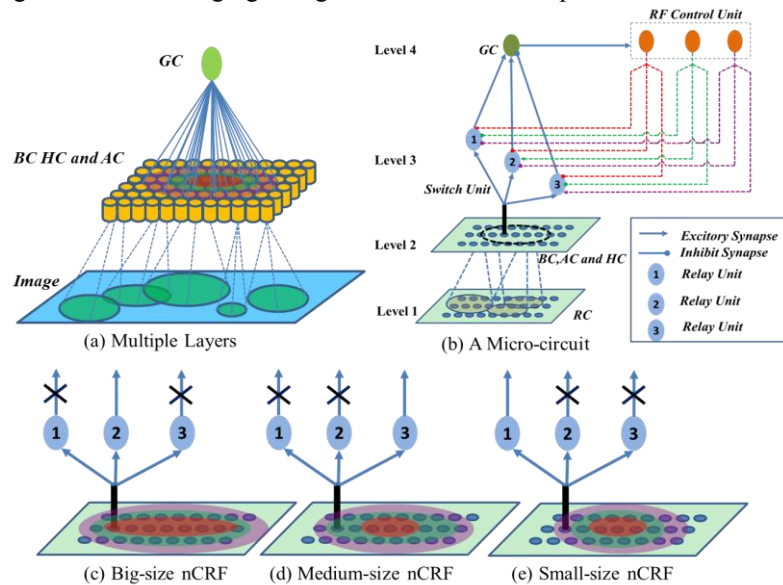 GC
BC HC and AC
Image
(a) Multiple Layers
RF Control Unit
Level 4
GC
1
2
3
Level 3
Switch Unit
Level 2
BC,AC and HC
Level 1
RC
(b) A Micro-circuit
Excitory Synapse
Inhibit Synapse
1 Relay Unit
2 Relay Unit
3 Relay Unit
1 2 3
1 2 3
1 2 3
(c) Big-size nCRF
(d) Medium-size nCRF
(e) Small-size nCRF